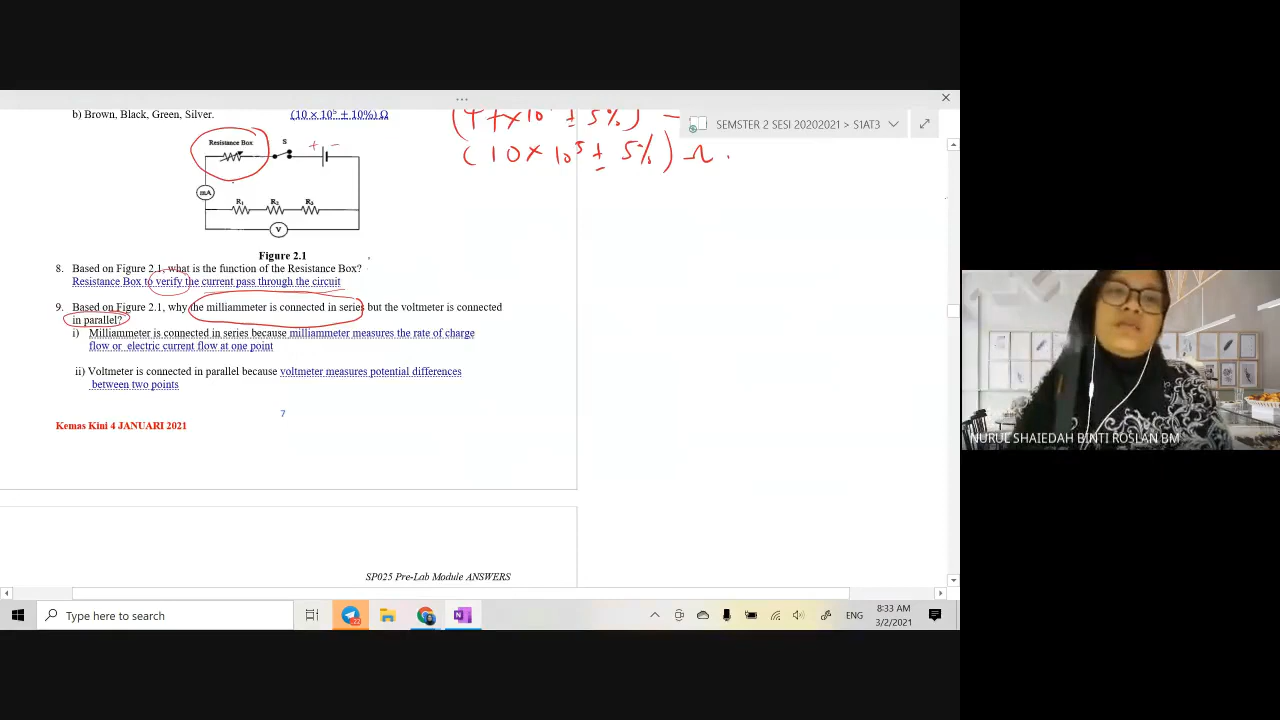 b) Brown, Black, Green, Silver. (10 × 10⁵ ± 10%) Ω
± 5%) –
SEMSTER 2 SESI 20202021 > S1AT3
(10 × 10⁵ ± 5%) Ω.
Resistance Box
S
+ –
mA
R1 R2 R3
V
Figure 2.1
8. Based on Figure 2.1, what is the function of the Resistance Box?
Resistance Box to verify the current pass through the circuit
9. Based on Figure 2.1, why the milliammeter is connected in series but the voltmeter is connected
in parallel?
i) Milliammeter is connected in series because milliammeter measures the rate of charge
flow or electric current flow at one point
ii) Voltmeter is connected in parallel because voltmeter measures potential differences
between two points
7
Kemas Kini 4 JANUARI 2021
SP025 Pre-Lab Module ANSWERS
NURUL SHAIEDAH BINTI ROSLAN BM
Type here to search
22
ENG
8:33 AM
3/2/2021